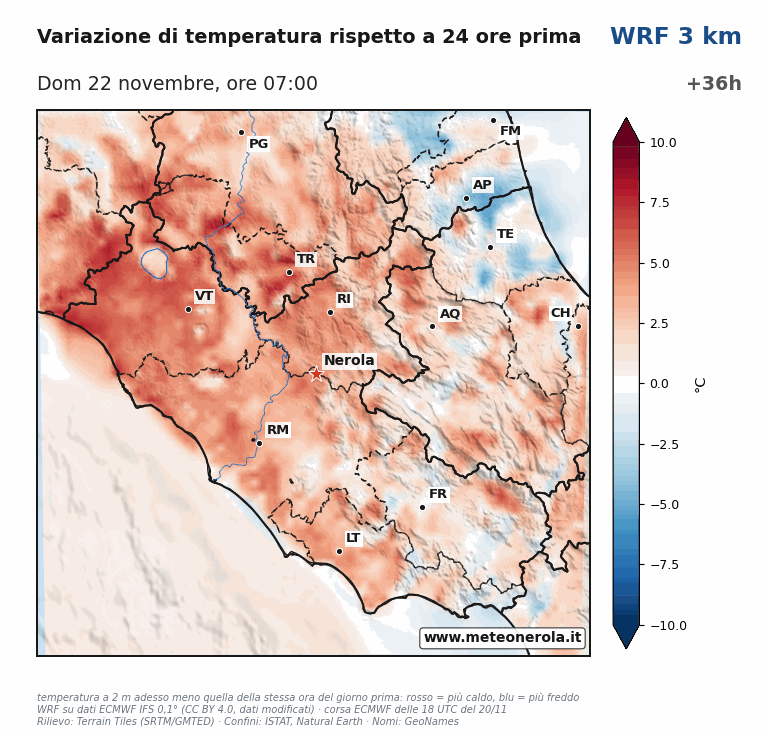 Variazione di temperatura rispetto a 24 ore prima
WRF 3 km
Dom 22 novembre, ore 07:00
+36h
FM
PG
AP
TE
TR
VT
RI
AQ
CH
Nerola
RM
FR
LT
www.meteonerola.it
10.0
7.5
5.0
2.5
0.0
−2.5
−5.0
−7.5
−10.0
°C
temperatura a 2 m adesso meno quella della stessa ora del giorno prima: rosso = più caldo, blu = più freddo
WRF su dati ECMWF IFS 0,1° (CC BY 4.0, dati modificati) · corsa ECMWF delle 18 UTC del 20/11
Rilievo: Terrain Tiles (SRTM/GMTED) · Confini: ISTAT, Natural Earth · Nomi: GeoNames